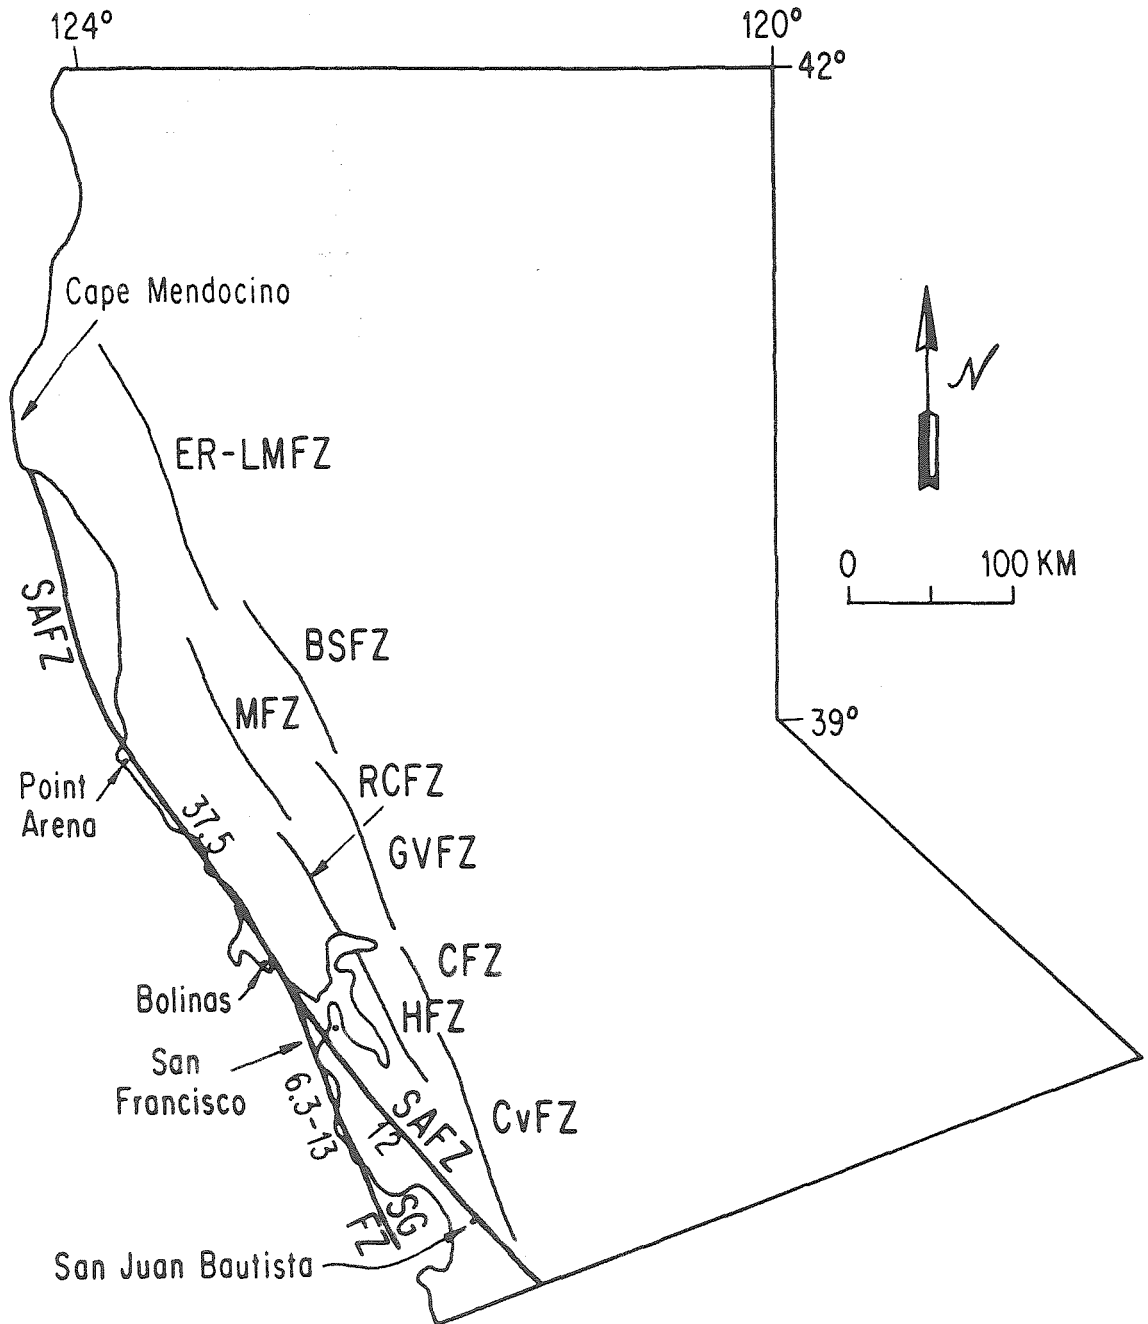 124°
120°
42°
Cape Mendocino
N
ER-LMFZ
0
100 KM
SAFZ
BSFZ
MFZ
39°
RCFZ
Point
Arena
37.5
GVFZ
CFZ
Bolinas
HFZ
San
Francisco
6.3-13
SAFZ
12
CvFZ
SG
FZ
San Juan Bautista